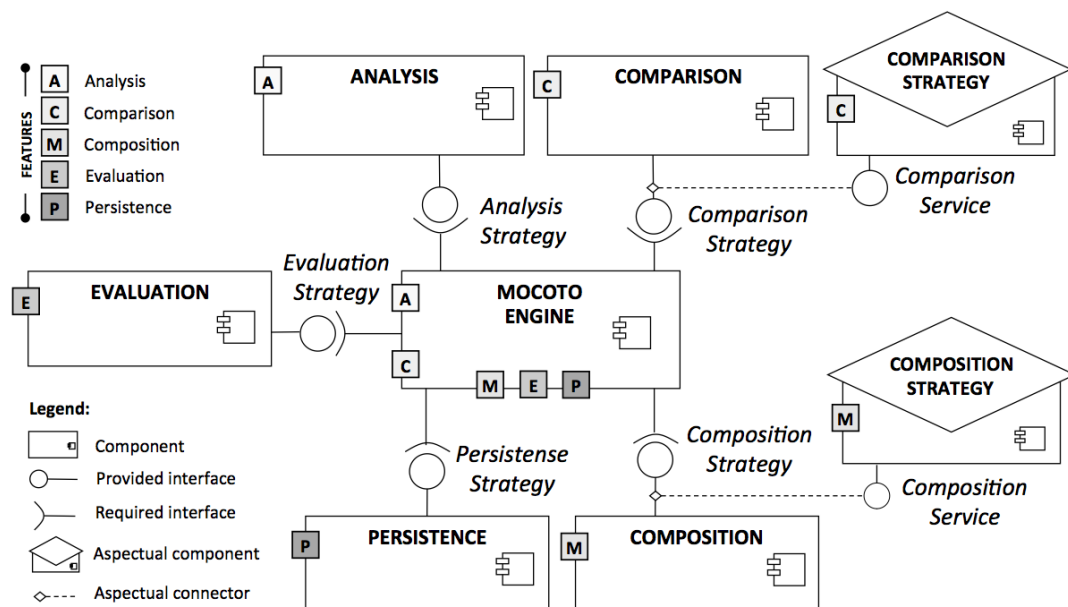 FEATURES
A Analysis
C Comparison
M Composition
E Evaluation
P Persistence
A
ANALYSIS
C
COMPARISON
COMPARISON
STRATEGY
C
Analysis
Strategy
Comparison
Strategy
Comparison
Service
E
EVALUATION
Evaluation
Strategy
A
MOCOTO
ENGINE
C
M
E
P
COMPOSITION
STRATEGY
M
Persistense
Strategy
Composition
Strategy
Composition
Service
P
PERSISTENCE
M
COMPOSITION
Legend:
Component
Provided interface
Required interface
Aspectual component
Aspectual connector